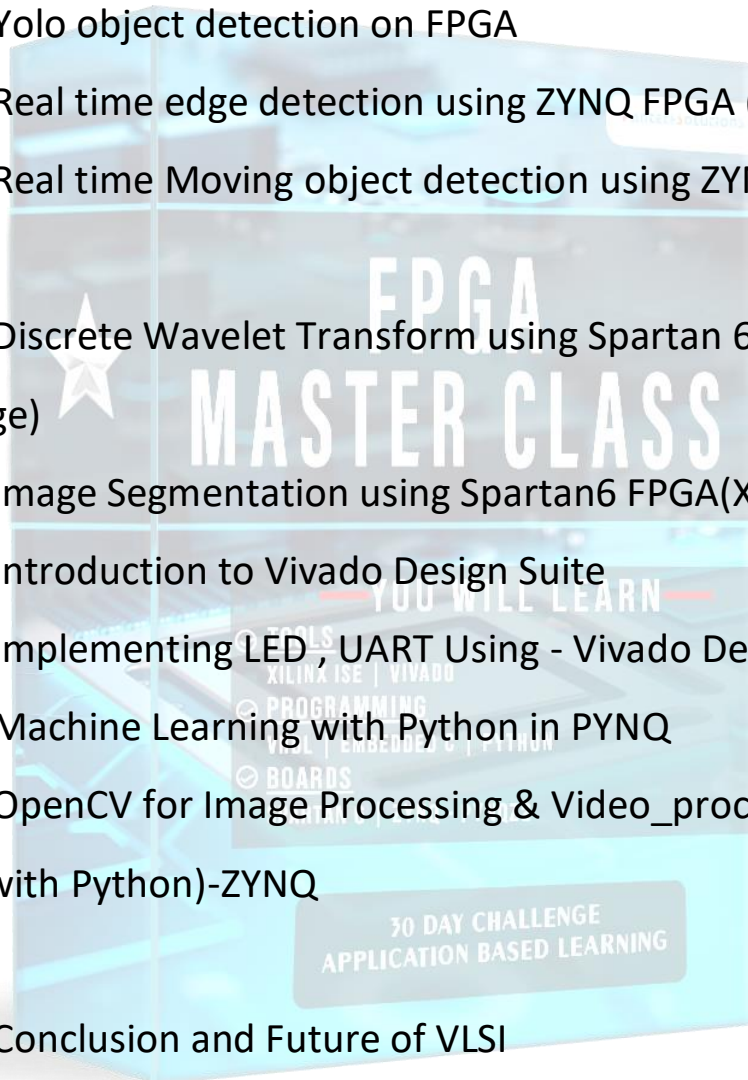 Yolo object detection on FPGA
Real time edge detection using ZYNQ FPGA (
Real time Moving object detection using ZY
FPGA
Discrete Wavelet Transform using Spartan 6
ge)
MASTER CLASS
mage Segmentation using Spartan6 FPGA(X
ntroduction to Vivado Design Suite
YOU WILL LEARN
mplementing LED , UART Using - Vivado De
TOOLS
XILINX ISE | VIVADO
PROGRAMMING
Machine Learning with Python in PYNQ
VHDL | EMBEDDED C | PYTHON
BOARDS
OpenCV for Image Processing & Video_proc
with Python)-ZYNQ
30 DAY CHALLENGE
APPLICATION BASED LEARNING
Conclusion and Future of VLSI